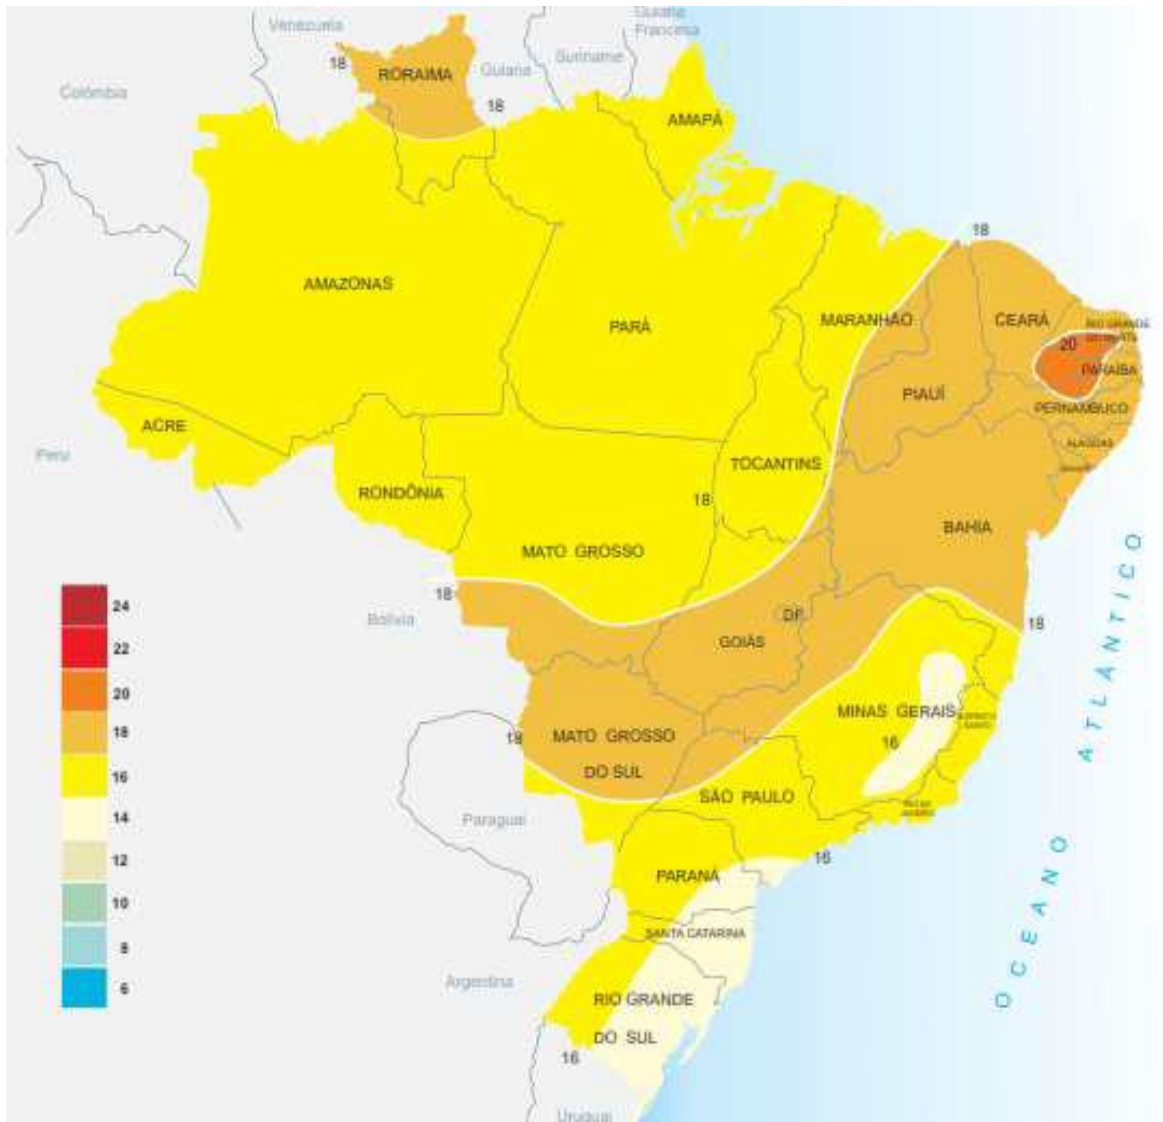 Guiana
Francesa
Venezuela
Suriname
18
RORAIMA
Guiana
Colômbia
18
AMAPÁ
18
AMAZONAS
PARÁ
MARANHÃO
CEARÁ
RIO GRANDE
20
PARAÍBA
PIAUÍ
PERNAMBUCO
ACRE
ALAGOAS
Peru
TOCANTINS
RONDÔNIA
18
BAHIA
MATO GROSSO
18
Bolívia
DF
18
GOIÁS
24
22
20
18
16
14
12
10
8
6
MINAS GERAIS
16
18
MATO GROSSO
DO SUL
SÃO PAULO
Paraguai
16
PARANÁ
SANTA CATARINA
Argentina
RIO GRANDE
DO SUL
16
Uruguai
OCEANO ATLÂNTICO